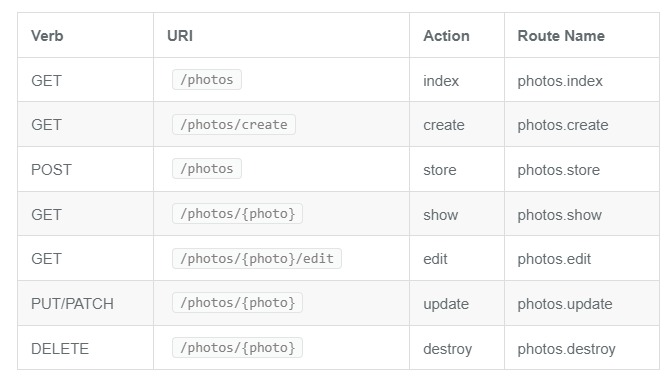 Verb URI Action Route Name
GET /photos index photos.index
GET /photos/create create photos.create
POST /photos store photos.store
GET /photos/{photo} show photos.show
GET /photos/{photo}/edit edit photos.edit
PUT/PATCH /photos/{photo} update photos.update
DELETE /photos/{photo} destroy photos.destroy